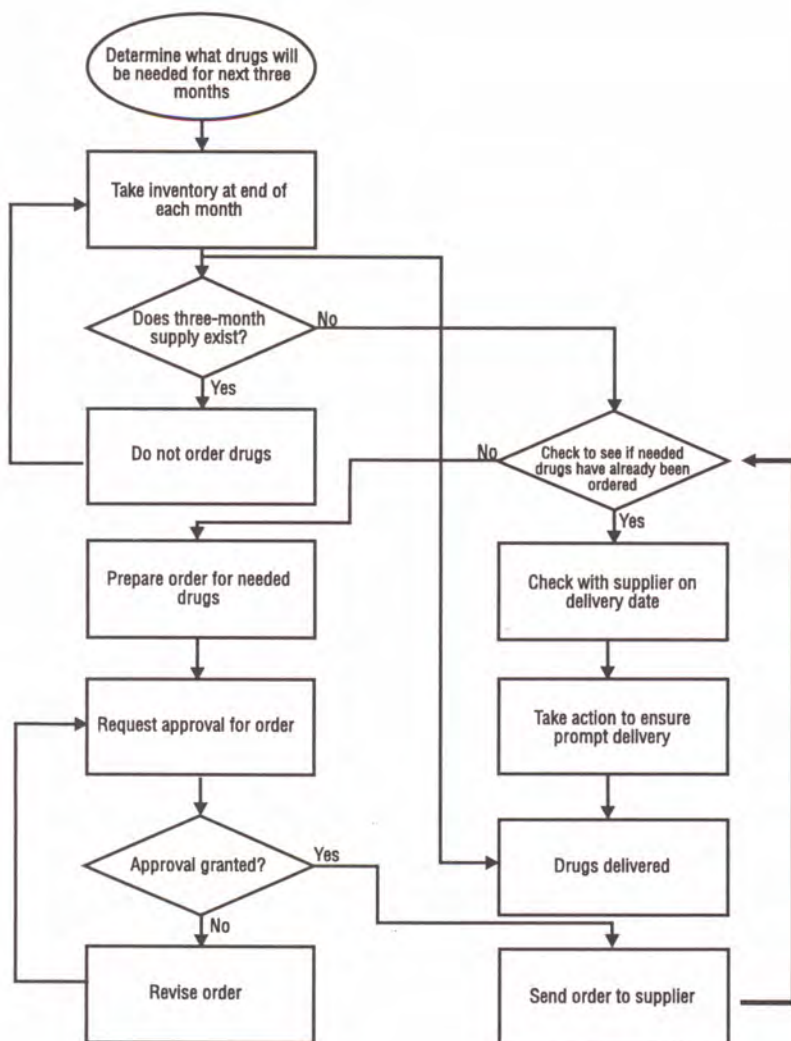 Determine what drugs will
be needed for next three
months
Take inventory at end of
each month
Does three-month
supply exist?
No
Yes
Do not order drugs
No
Check to see if needed
drugs have already been
ordered
Yes
Prepare order for needed
drugs
Check with supplier on
delivery date
Request approval for order
Take action to ensure
prompt delivery
Approval granted?
Yes
Drugs delivered
No
Revise order
Send order to supplier